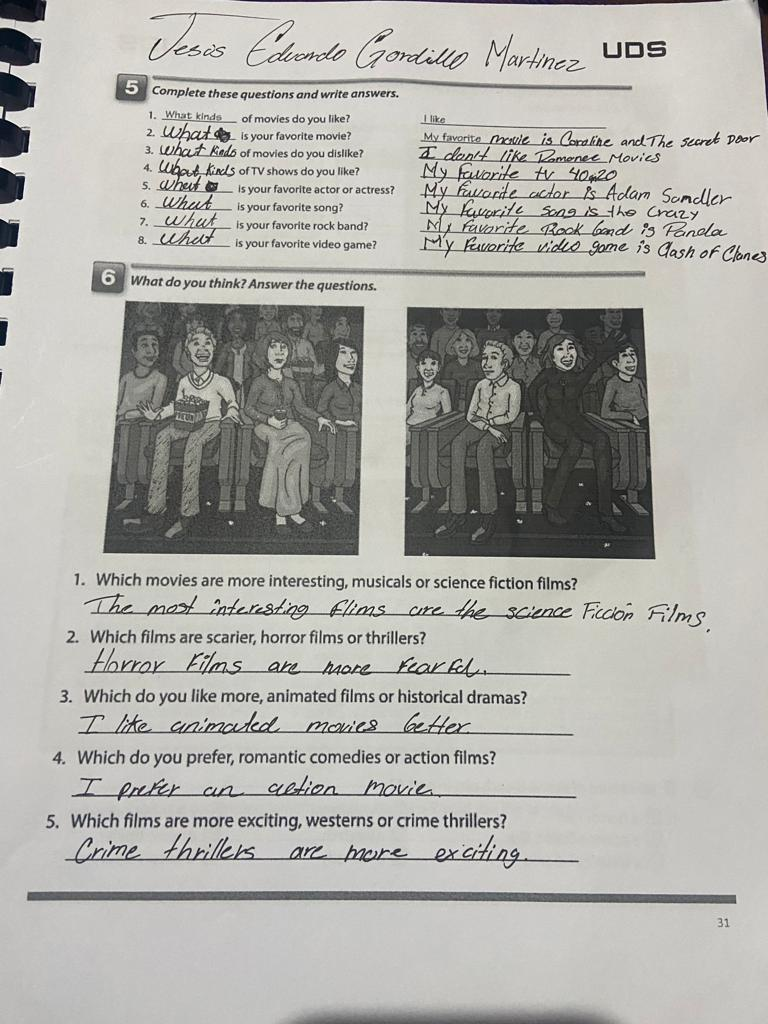 Jesús Eduardo Gordillo Martinez UDS
5 Complete these questions and write answers.
1. What kinds of movies do you like? I like
2. What is your favorite movie? My favorite movie is Coraline and The secret Door
3. What kinds of movies do you dislike? I don't like Romance Movies
4. What kinds of TV shows do you like? My Favorite tv
5. What is your favorite actor or actress? My Favorite actor is Adam Sandler
6. What is your favorite song? My Favorite Song is the Crazy
7. What is your favorite rock band? My Favorite Rock band is Panda
8. What is your favorite video game? My Favorite video game is Clash of Clanes
6 What do you think? Answer the questions.
1. Which movies are more interesting, musicals or science fiction films?
The most interesting flims are the science Ficción Films.
2. Which films are scarier, horror films or thrillers?
Horror Films are more fearful.
3. Which do you like more, animated films or historical dramas?
I like animated movies better.
4. Which do you prefer, romantic comedies or action films?
I prefer an action movie.
5. Which films are more exciting, westerns or crime thrillers?
Crime thrillers are more exciting.
31